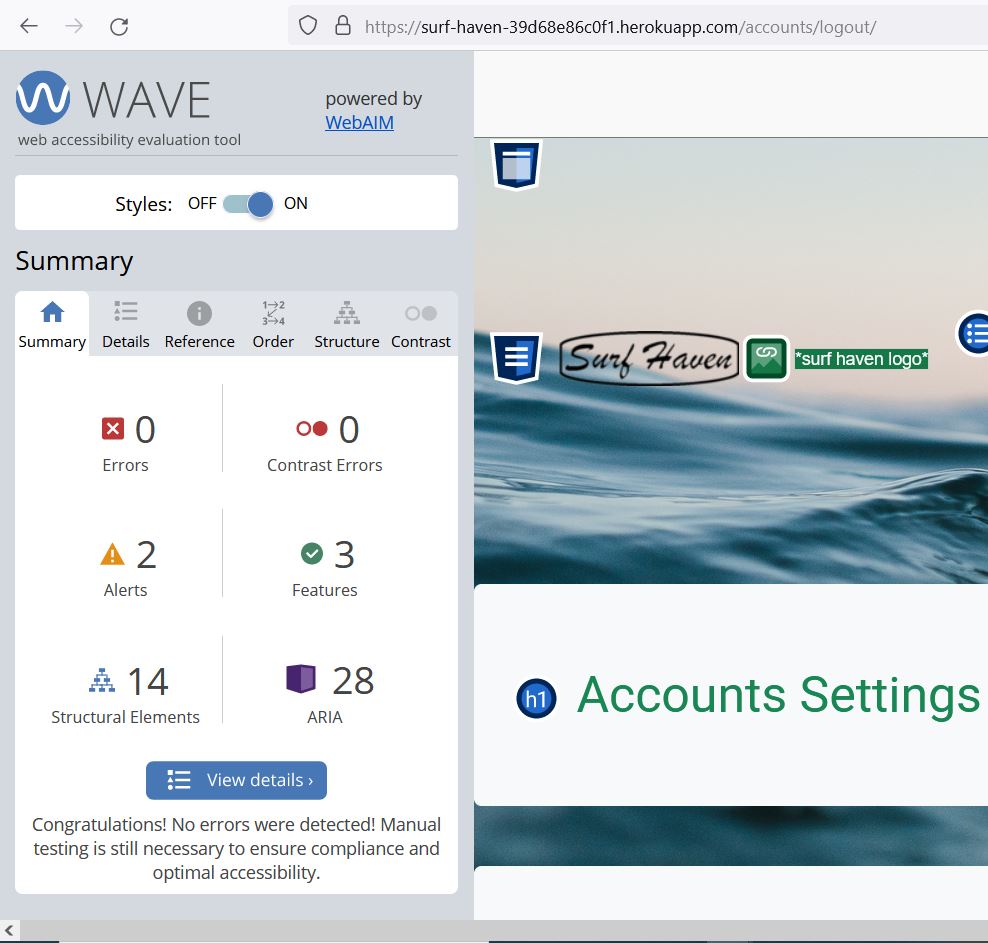 https://surf-haven-39d68e86c0f1.herokuapp.com/accounts/logout/
WAVE
web accessibility evaluation tool
powered by
WebAIM
Styles: OFF ON
Summary
Summary Details Reference Order Structure Contrast
0
Errors
0
Contrast Errors
2
Alerts
3
Features
14
Structural Elements
28
ARIA
View details ›
Congratulations! No errors were detected! Manual
testing is still necessary to ensure compliance and
optimal accessibility.
Surf Haven
*surf haven logo*
h1 Accounts Settings